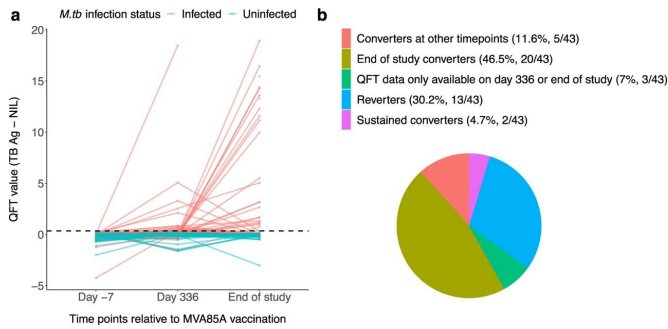 a
M.tb infection status Infected Uninfected
QFT value (TB Ag − NIL)
20
15
10
5
0
−5
Day −7 Day 336 End of study
Time points relative to MVA85A vaccination
b
Converters at other timepoints (11.6%, 5/43)
End of study converters (46.5%, 20/43)
QFT data only available on day 336 or end of study (7%, 3/43)
Reverters (30.2%, 13/43)
Sustained converters (4.7%, 2/43)